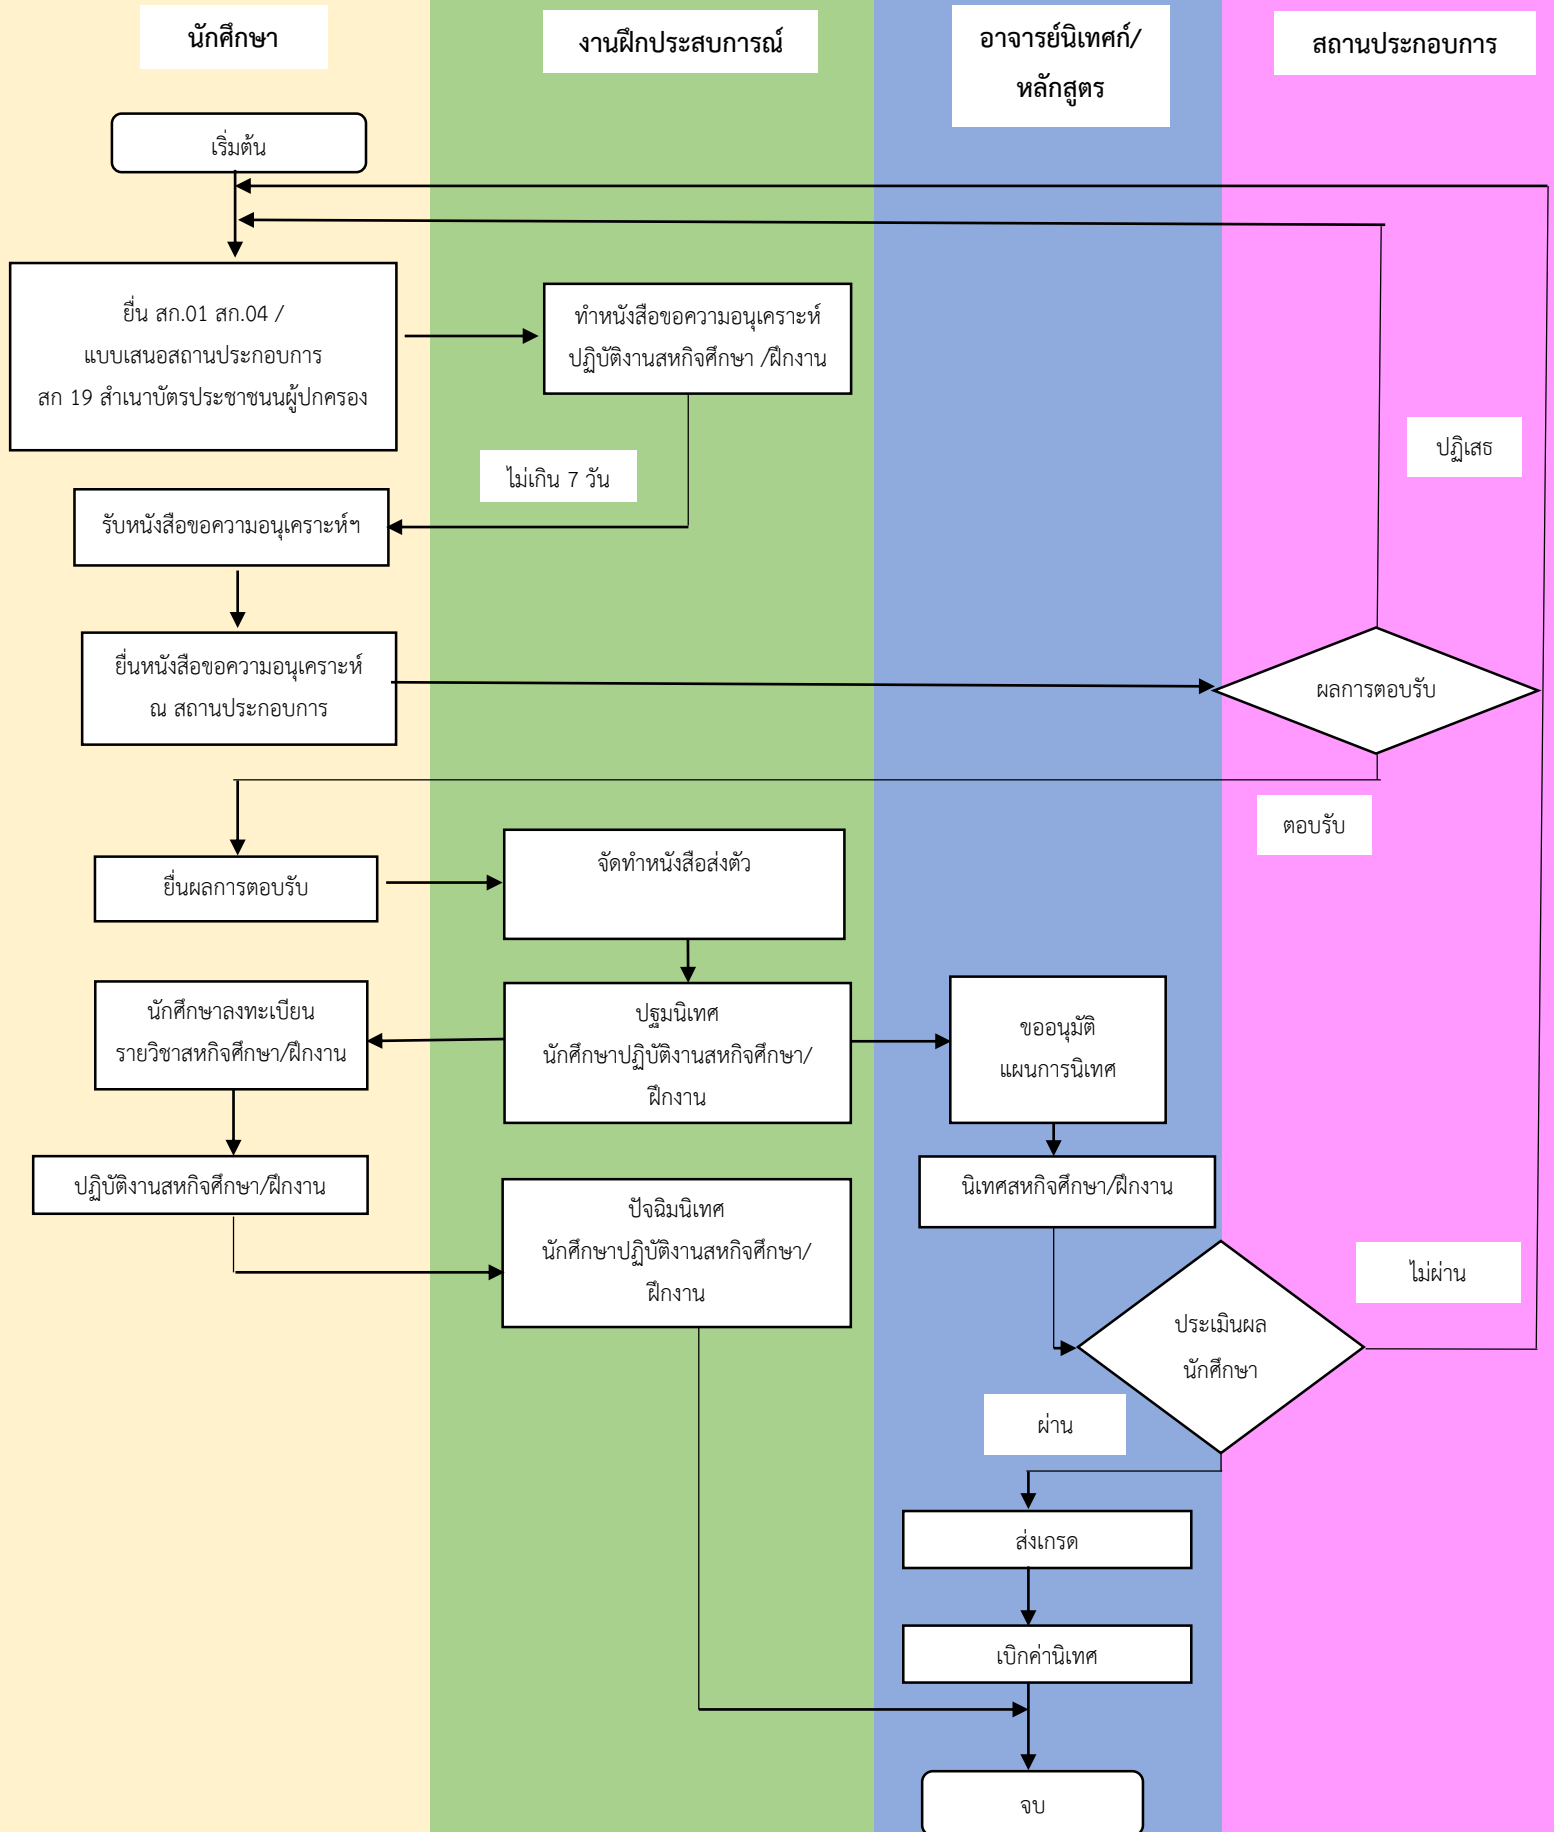 นักศึกษา
งานฝึกประสบการณ์
อาจารย์นิเทศก์/
หลักสูตร
สถานประกอบการ
เริ่มต้น
ยื่น สก.01 สก.04 /
แบบเสนอสถานประกอบการ
สก 19 สำเนาบัตรประชาชนนผู้ปกครอง
ทำหนังสือขอความอนุเคราะห์
ปฏิบัติงานสหกิจศึกษา /ฝึกงาน
ปฏิเสธ
ไม่เกิน 7 วัน
รับหนังสือขอความอนุเคราะห์ฯ
ยื่นหนังสือขอความอนุเคราะห์
ณ สถานประกอบการ
ผลการตอบรับ
ตอบรับ
ยื่นผลการตอบรับ
จัดทำหนังสือส่งตัว
นักศึกษาลงทะเบียน
รายวิชาสหกิจศึกษา/ฝึกงาน
ปฐมนิเทศ
นักศึกษาปฏิบัติงานสหกิจศึกษา/
ฝึกงาน
ขออนุมัติ
แผนการนิเทศ
ปฏิบัติงานสหกิจศึกษา/ฝึกงาน
ปัจฉิมนิเทศ
นักศึกษาปฏิบัติงานสหกิจศึกษา/
ฝึกงาน
นิเทศสหกิจศึกษา/ฝึกงาน
ไม่ผ่าน
ประเมินผล
นักศึกษา
ผ่าน
ส่งเกรด
เบิกค่านิเทศ
จบ